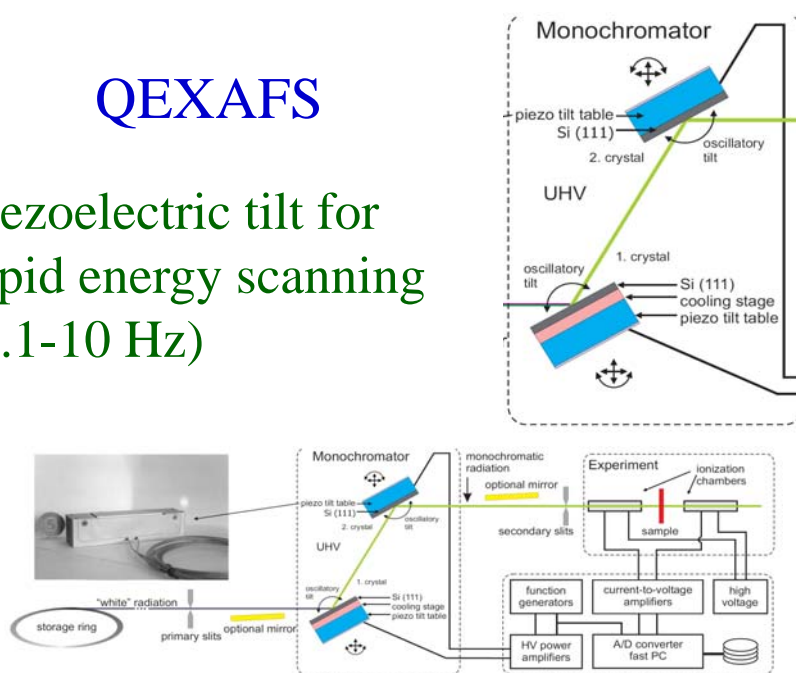 QEXAFS
ezoelectric tilt for
pid energy scanning
.1-10 Hz)
Monochromator
piezo tilt table
Si (111)
2. crystal
oscillatory
tilt
UHV
1. crystal
oscillatory
tilt
Si (111)
cooling stage
piezo tilt table
Monochromator
piezo tilt table
Si (111)
2. crystal
oscillatory
tilt
UHV
1. crystal
oscillatory
tilt
Si (111)
cooling stage
piezo tilt table
monochromatic
radiation
optional mirror
secondary slits
Experiment
ionization
chambers
sample
"white" radiation
storage ring
primary slits
optional mirror
function
generators
current-to-voltage
amplifiers
high
voltage
HV power
amplifiers
A/D converter
fast PC